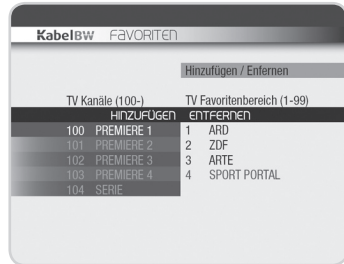 KabelBW FAVORITEN
Hinzufügen / Enfernen
TV Kanäle (100-) TV Favoritenbereich (1-99)
HINZUFÜGEN ENTFERNEN
100 PREMIERE 1 1 ARD
101 PREMIERE 2 2 ZDF
102 PREMIERE 3 3 ARTE
103 PREMIERE 4 4 SPORT PORTAL
104 SERIE